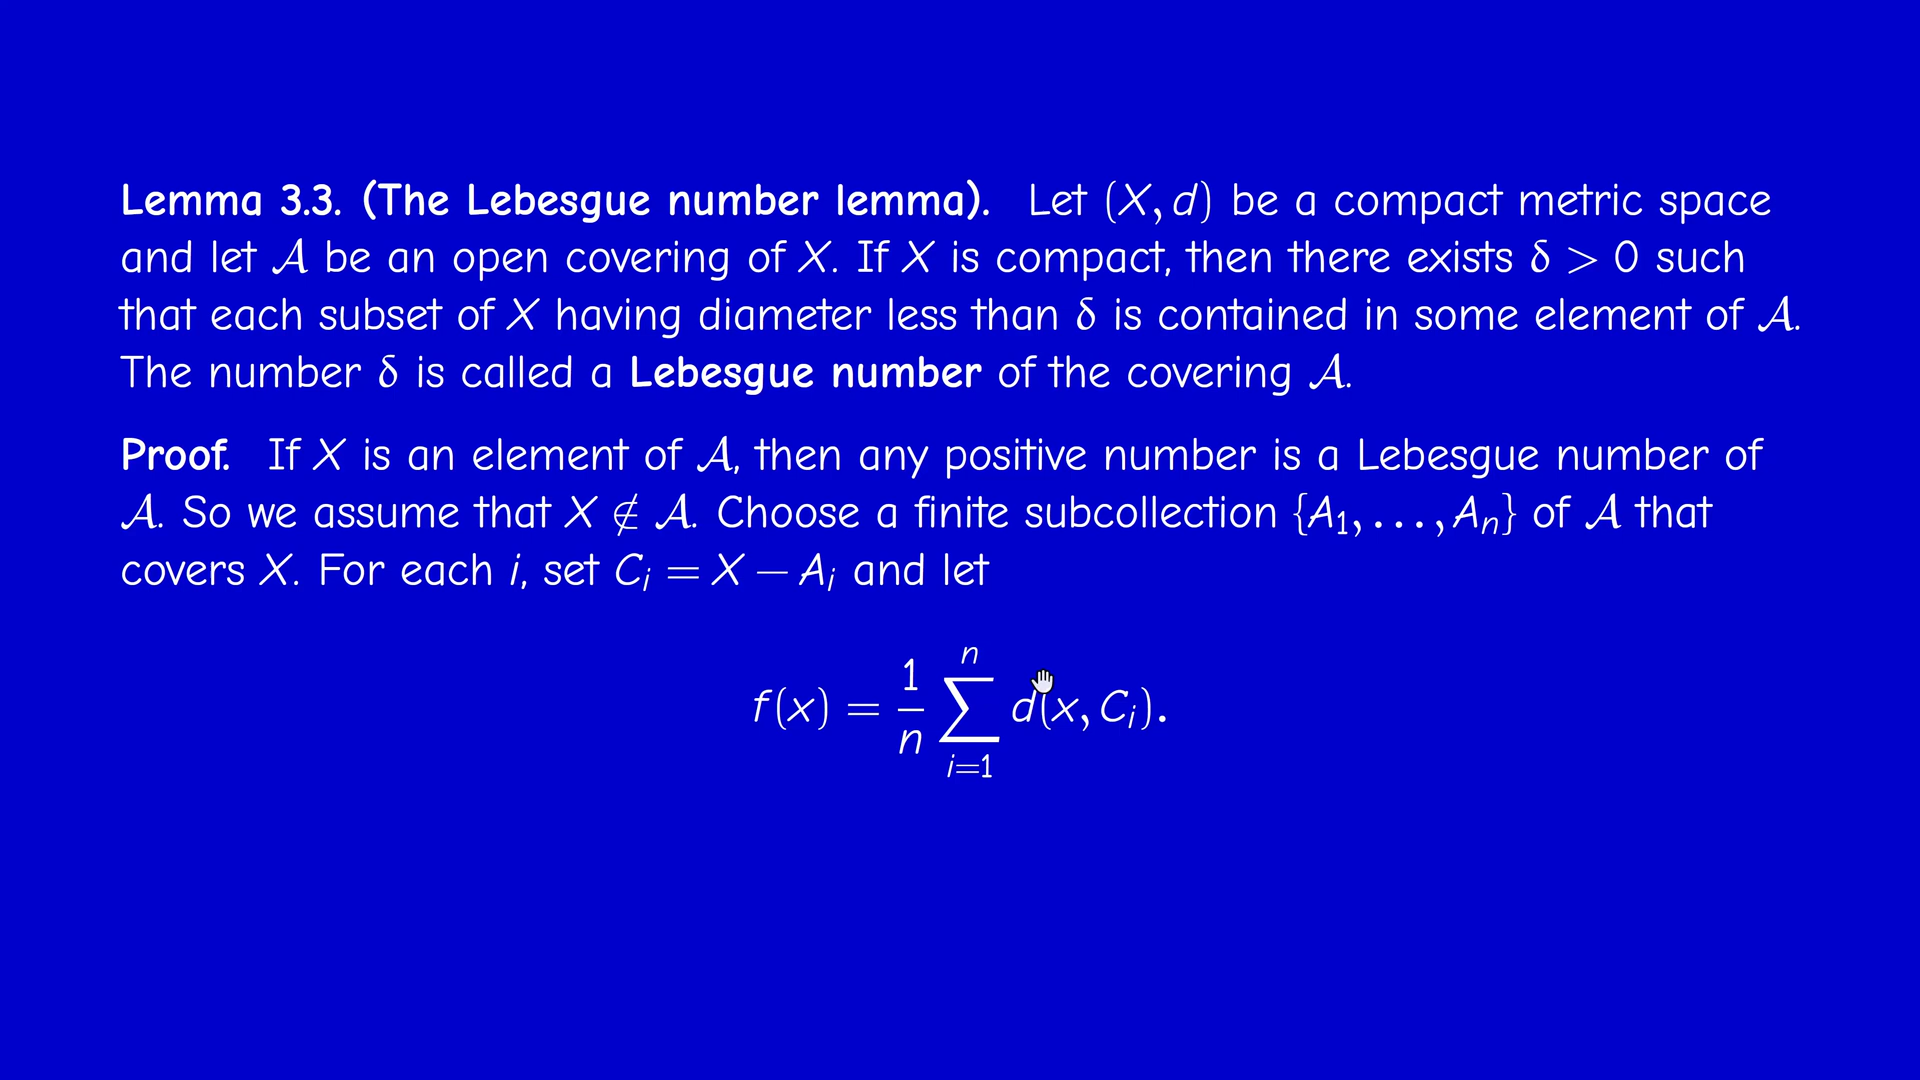 Lemma 3.3. (The Lebesgue number lemma). Let (X, d) be a compact metric space
and let 𝒜 be an open covering of X. If X is compact, then there exists δ > 0 such
that each subset of X having diameter less than δ is contained in some element of 𝒜.
The number δ is called a Lebesgue number of the covering 𝒜.
Proof. If X is an element of 𝒜, then any positive number is a Lebesgue number of
𝒜. So we assume that X ∉ 𝒜. Choose a finite subcollection {A₁, . . . , Aₙ} of 𝒜 that
covers X. For each i, set Cᵢ = X − Aᵢ and let
f(x) = \frac{1}{n} \sum_{i=1}^{n} d(x, Cᵢ).